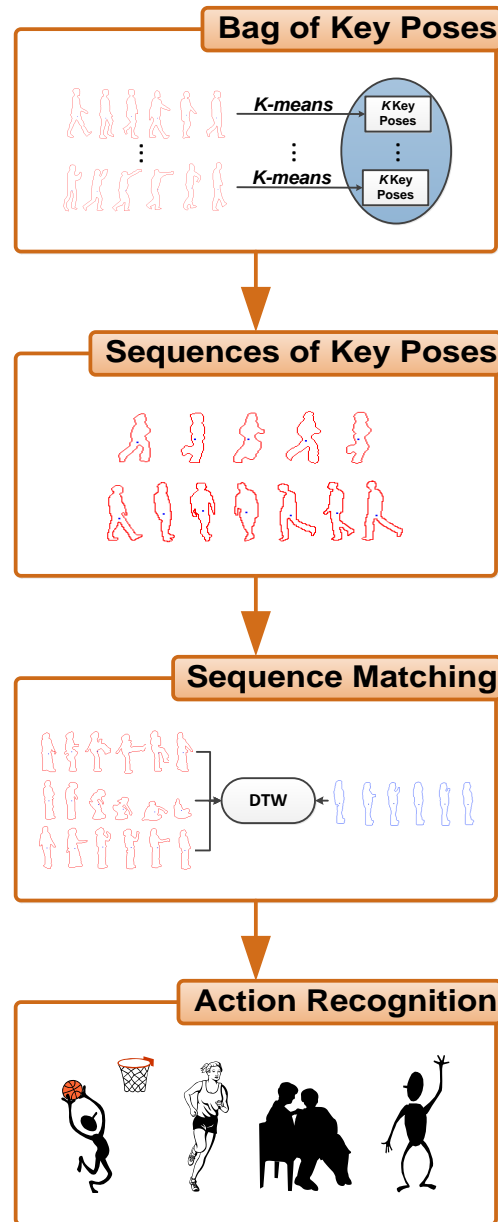 Bag of Key Poses
K-means
K Key
Poses
K-means
K Key
Poses
Sequences of Key Poses
Sequence Matching
DTW
Action Recognition